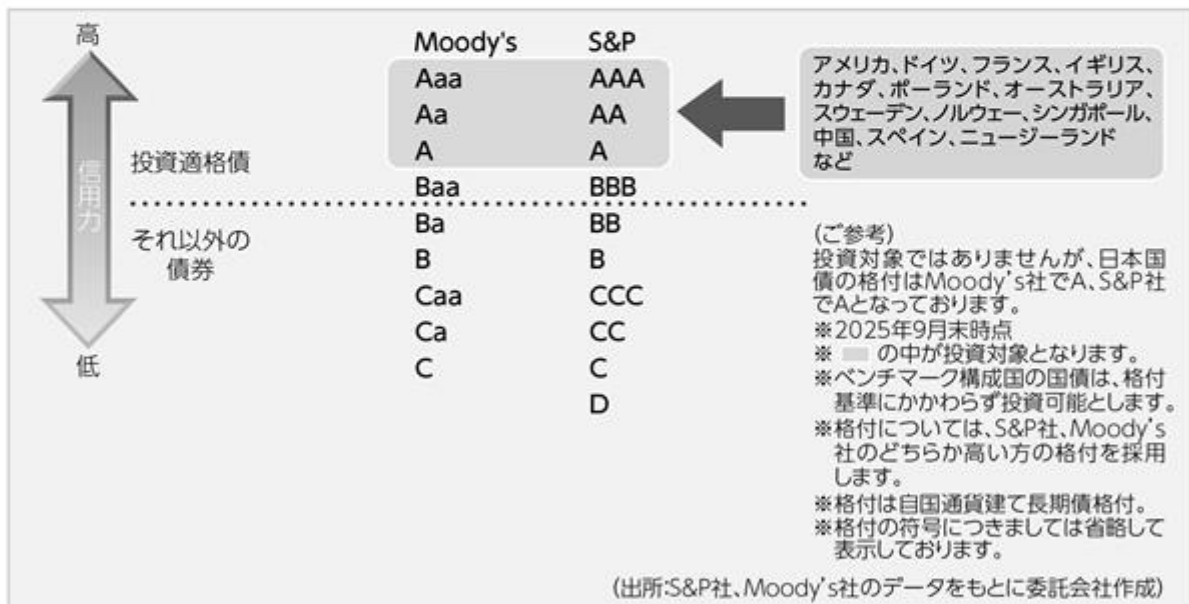 高
信用力
低
投資適格債
それ以外の
債券
Moody's S&P
Aaa AAA
Aa AA
A A
Baa BBB
Ba BB
B B
Caa CCC
Ca CC
C C
D
アメリカ、ドイツ、フランス、イギリス、
カナダ、ポーランド、オーストラリア、
スウェーデン、ノルウェー、シンガポール、
中国、スペイン、ニュージーランド
など
(ご参考)
投資対象ではありませんが、日本国
債の格付はMoody's社でA、S&P社
でAとなっております。
※2025年9月末時点
※ の中が投資対象となります。
※ベンチマーク構成国の国債は、格付
基準にかかわらず投資可能とします。
※格付については、S&P社、Moody's
社のどちらか高い方の格付を採用
します。
※格付は自国通貨建て長期債格付。
※格付の符号につきましては省略して
表示しております。
(出所:S&P社、Moody's社のデータをもとに委託会社作成)